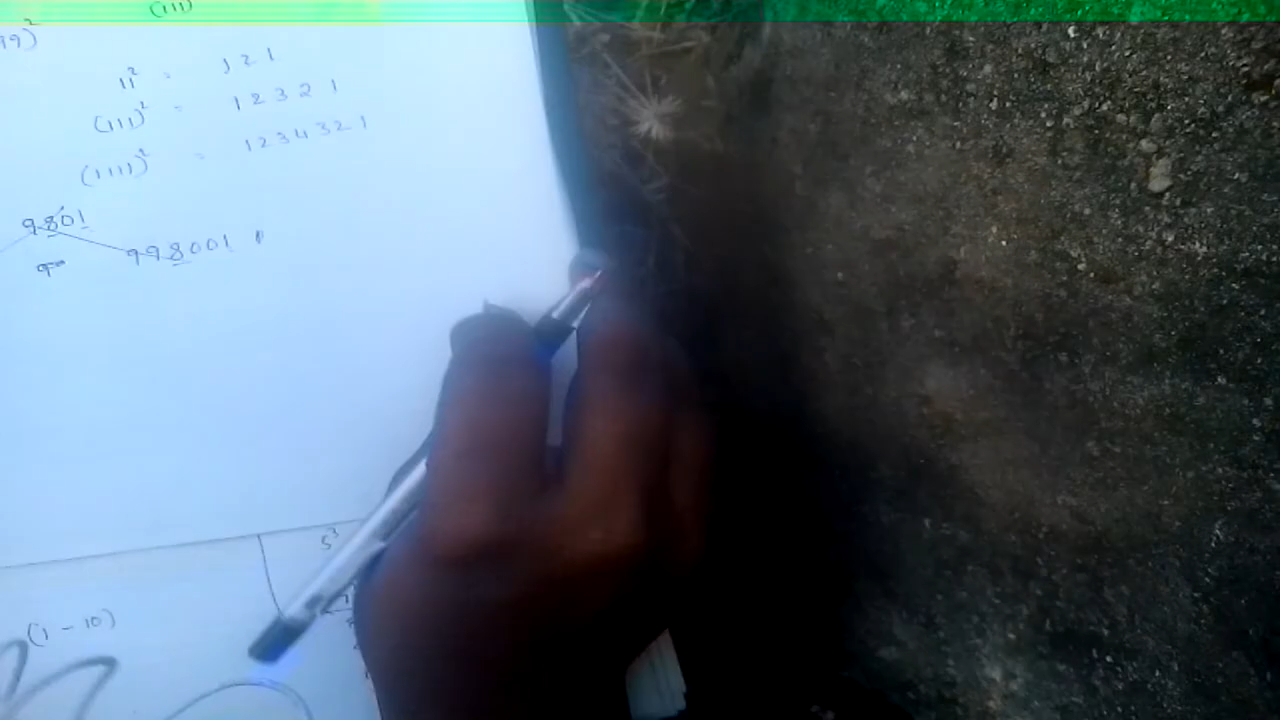 (111)
99)²
11² = 121
(111)² = 12321
(1111)² = 1234321
9801
998001
5³
(1 - 10)